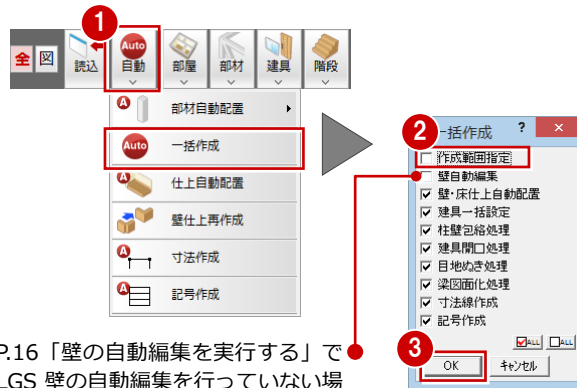 1
全 図 読込 自動 部屋 部材 建具 階段
Auto
A 部材自動配置
Auto 一括作成
A 仕上自動配置
壁仕上再作成
A 寸法作成
A 記号作成
2
一括作成 ? ×
作成範囲指定
壁自動編集
壁・床仕上自動配置
建具一括設定
柱壁包絡処理
建具開口処理
目地ぬき処理
梁図面化処理
寸法線作成
記号作成
ALL ALL
3
OK キャンセル
P.16「壁の自動編集を実行する」で
LGS 壁の自動編集を行っていない場